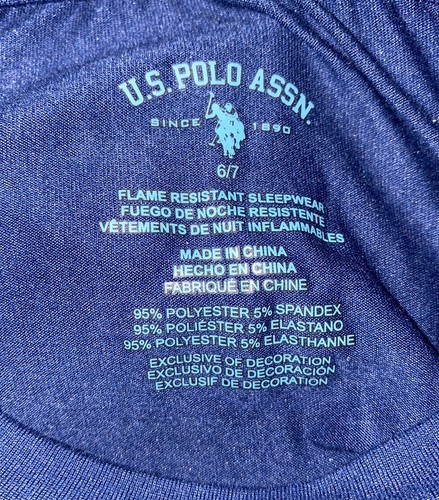 U.S. POLO ASSN.
SINCE 1890
6/7
FLAME RESISTANT SLEEPWEAR
FUEGO DE NOCHE RESISTENTE
VÊTEMENTS DE NUIT INFLAMMABLES
MADE IN CHINA
HECHO EN CHINA
FABRIQUÉ EN CHINE
95% POLYESTER 5% SPANDEX
95% POLIÉSTER 5% ELASTANO
95% POLYESTER 5% ELASTHANNE
EXCLUSIVE OF DECORATION
EXCLUSIVO DE DECORACIÓN
EXCLUSIF DE DÉCORATION